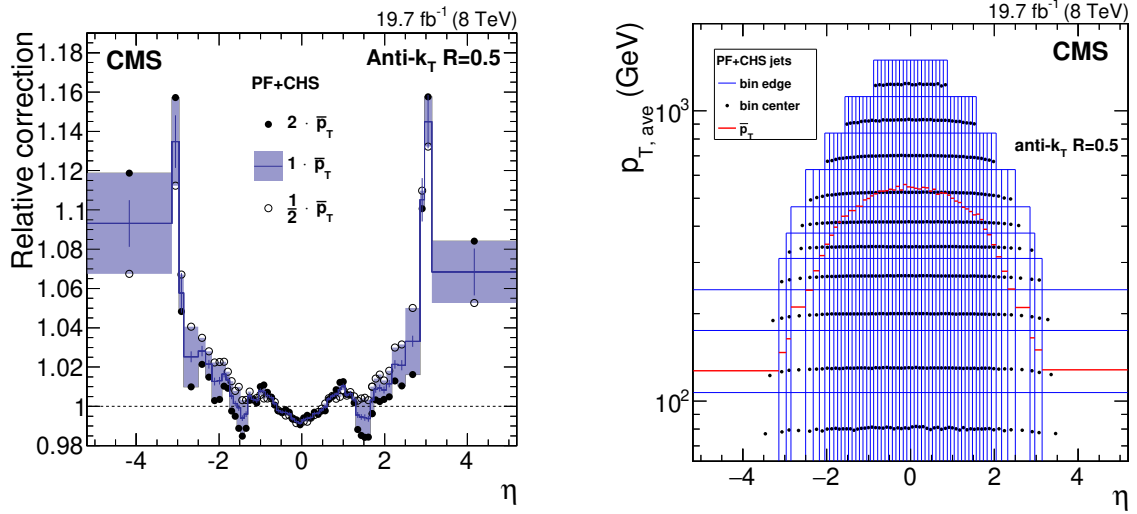 19.7 fb⁻¹ (8 TeV)
CMS
Anti-k_T R=0.5
PF+CHS
2 · p̅_T
1 · p̅_T
1/2 · p̅_T
Relative correction
1.18
1.16
1.14
1.12
1.1
1.08
1.06
1.04
1.02
1
0.98
-4 -2 0 2 4
η
19.7 fb⁻¹ (8 TeV)
CMS
PF+CHS jets
bin edge
bin center
p̅_T
anti-k_T R=0.5
p_T, ave (GeV)
10³
10²
−4 −2 0 2 4
η